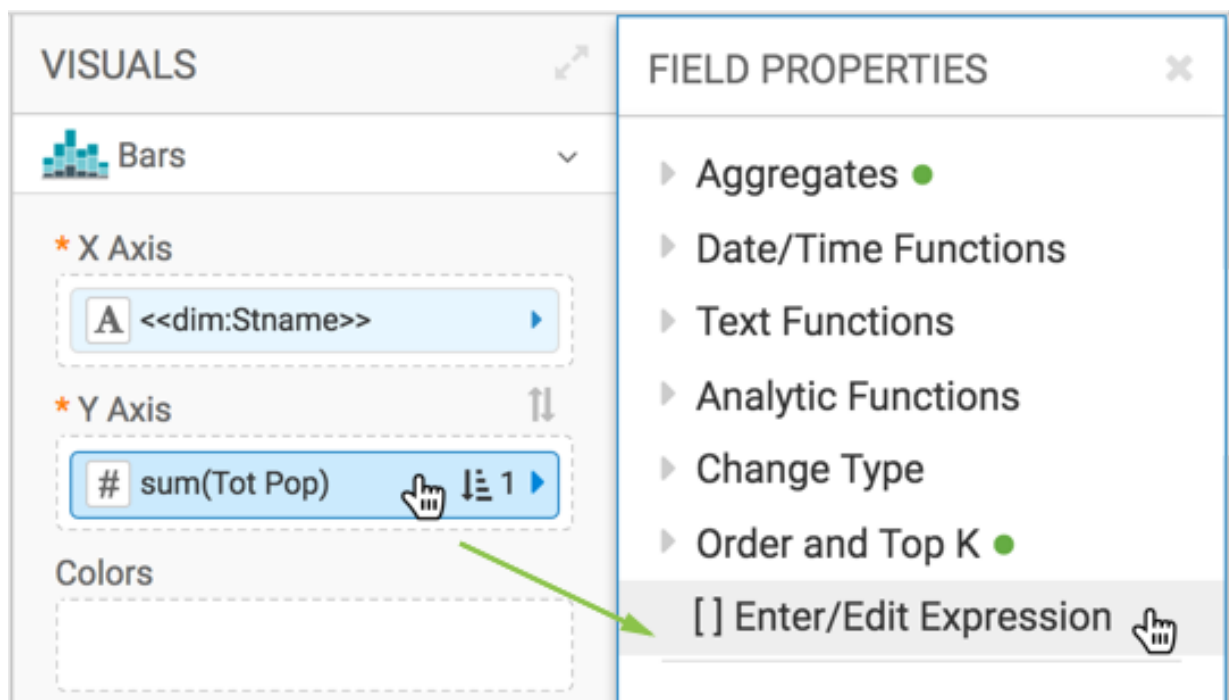 VISUALS
Bars
* X Axis
A <<dim:Stname>>
* Y Axis
# sum(Tot Pop) 1
Colors
FIELD PROPERTIES
Aggregates
Date/Time Functions
Text Functions
Analytic Functions
Change Type
Order and Top K
[ ] Enter/Edit Expression